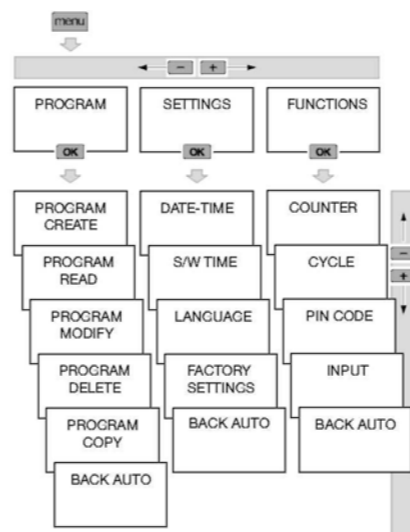 menu
− +
PROGRAM
OK
SETTINGS
OK
FUNCTIONS
OK
PROGRAM
CREATE
PROGRAM
READ
PROGRAM
MODIFY
PROGRAM
DELETE
PROGRAM
COPY
BACK AUTO
DATE-TIME
S/W TIME
LANGUAGE
FACTORY
SETTINGS
BACK AUTO
COUNTER
CYCLE
PIN CODE
INPUT
BACK AUTO
−
+